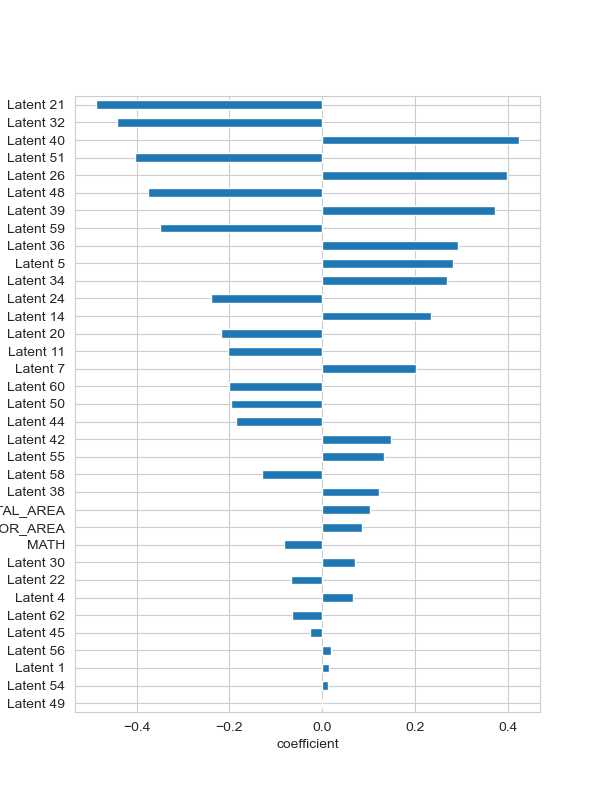 Latent 21
Latent 32
Latent 40
Latent 51
Latent 26
Latent 48
Latent 39
Latent 59
Latent 36
Latent 5
Latent 34
Latent 24
Latent 14
Latent 20
Latent 11
Latent 7
Latent 60
Latent 50
Latent 44
Latent 42
Latent 55
Latent 58
Latent 38
TAL_AREA
OR_AREA
MATH
Latent 30
Latent 22
Latent 4
Latent 62
Latent 45
Latent 56
Latent 1
Latent 54
Latent 49
−0.4 −0.2 0.0 0.2 0.4
coefficient